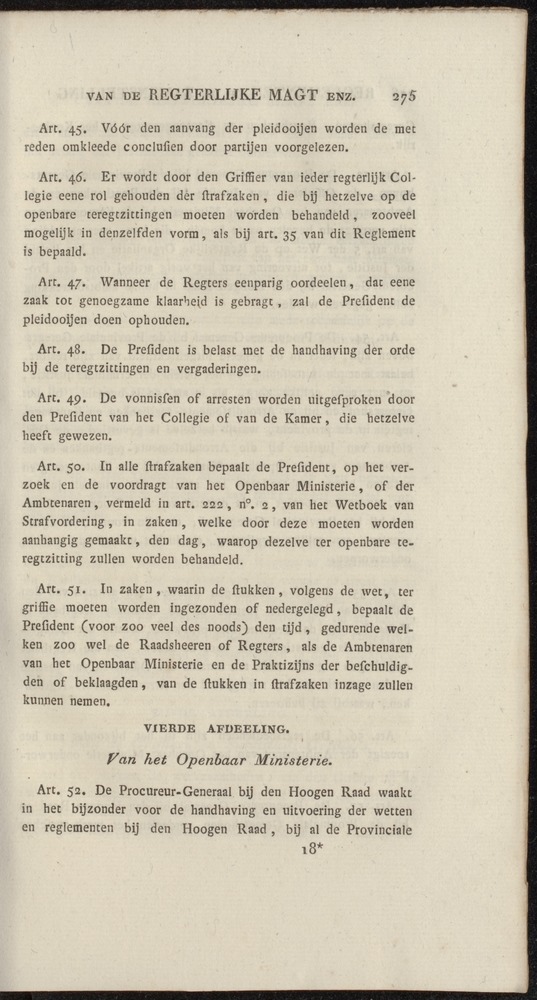 VAN DE REGTERLIJKE MAGT ENZ. 275
Art. 45. Vóór den aanvang der pleidooijen worden de met
reden omkleede concluſien door partijen voorgelezen.
Art. 46. Er wordt door den Griffier van ieder regterlijk Col-
legie eene rol gehouden der ſtrafzaken, die bij hetzelve op de
openbare teregtzittingen moeten worden behandeld, zooveel
mogelijk in denzelfden vorm, als bij art. 35 van dit Reglement
is bepaald.
Art. 47. Wanneer de Regters eenparig oordeelen, dat eene
zaak tot genoegzame klaarheid is gebragt, zal de Preſident de
pleidooijen doen ophouden.
Art. 48. De Preſident is belast met de handhaving der orde
bij de teregtzittingen en vergaderingen.
Art. 49. De vonnisſen of arresten worden uitgeſproken door
den Preſident van het Collegie of van de Kamer, die hetzelve
heeft gewezen.
Art. 50. In alle ſtrafzaken bepaalt de Preſident, op het ver-
zoek en de voordragt van het Openbaar Ministerie, of der
Ambtenaren, vermeld in art. 222, n°. 2, van het Wetboek van
Strafvordering, in zaken, welke door deze moeten worden
aanhangig gemaakt, den dag, waarop dezelve ter openbare te-
regtzitting zullen worden behandeld.
Art. 51. In zaken, waarin de ſtukken, volgens de wet, ter
griffie moeten worden ingezonden of nedergelegd, bepaalt de
Preſident (voor zoo veel des noods) den tijd, gedurende wel-
ken zoo wel de Raadsheeren of Regters, als de Ambtenaren
van het Openbaar Ministerie en de Praktizijns der beſchuldig-
den of beklaagden, van de ſtukken in ſtrafzaken inzage zullen
kunnen nemen.
VIERDE AFDEELING.
Van het Openbaar Ministerie.
Art. 52. De Procureur-Generaal bij den Hoogen Raad waakt
in het bijzonder voor de handhaving en uitvoering der wetten
en reglementen bij den Hoogen Raad, bij al de Provinciale
18*